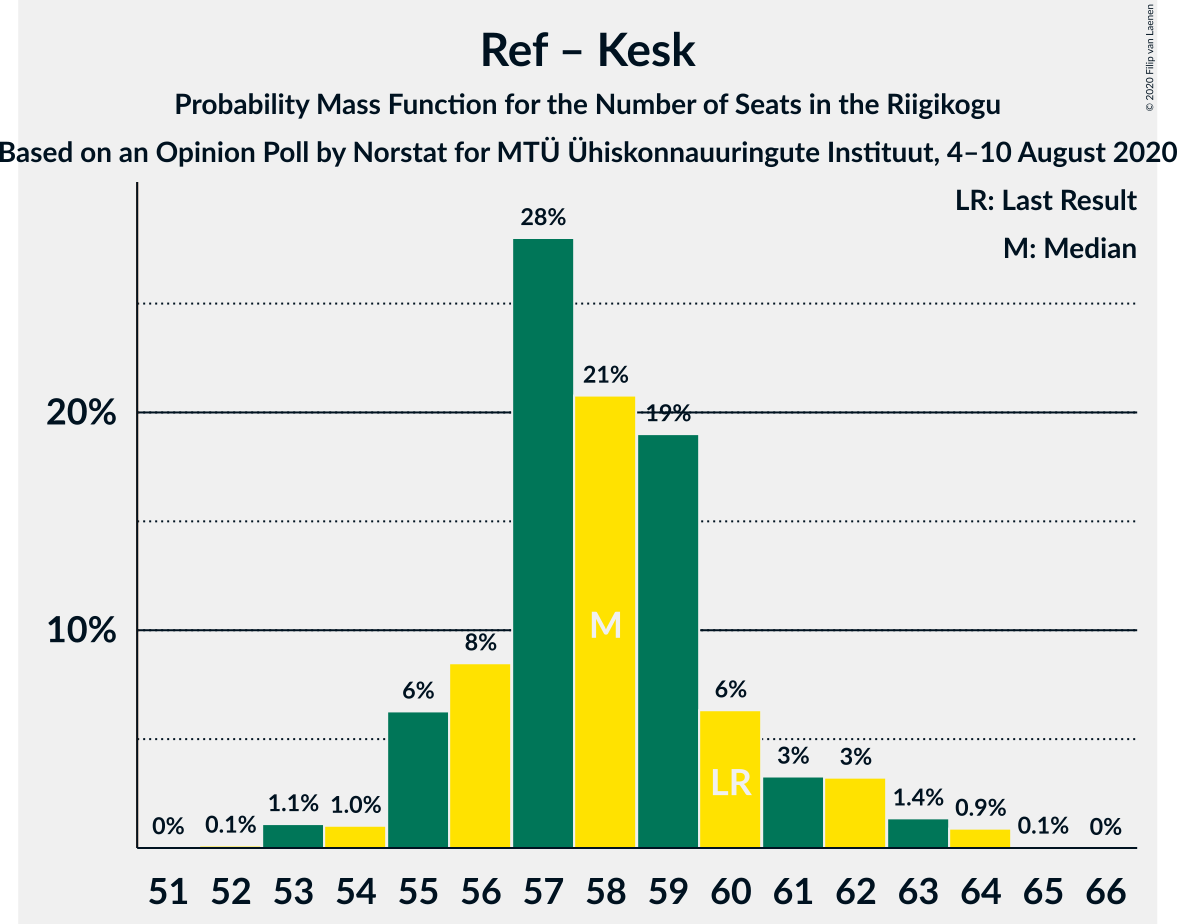 Ref – Kesk
Probability Mass Function for the Number of Seats in the Riigikogu
Based on an Opinion Poll by Norstat for MTÜ Ühiskonnauuringute Instituut, 4–10 August 2020
© 2020 Filip van Laenen
LR: Last Result
M: Median
28%
21%
20%
19%
M
10%
8%
6%
6%
LR
3%
3%
0%
0.1%
1.1%
1.0%
1.4%
0.9%
0.1%
0%
51 52 53 54 55 56 57 58 59 60 61 62 63 64 65 66